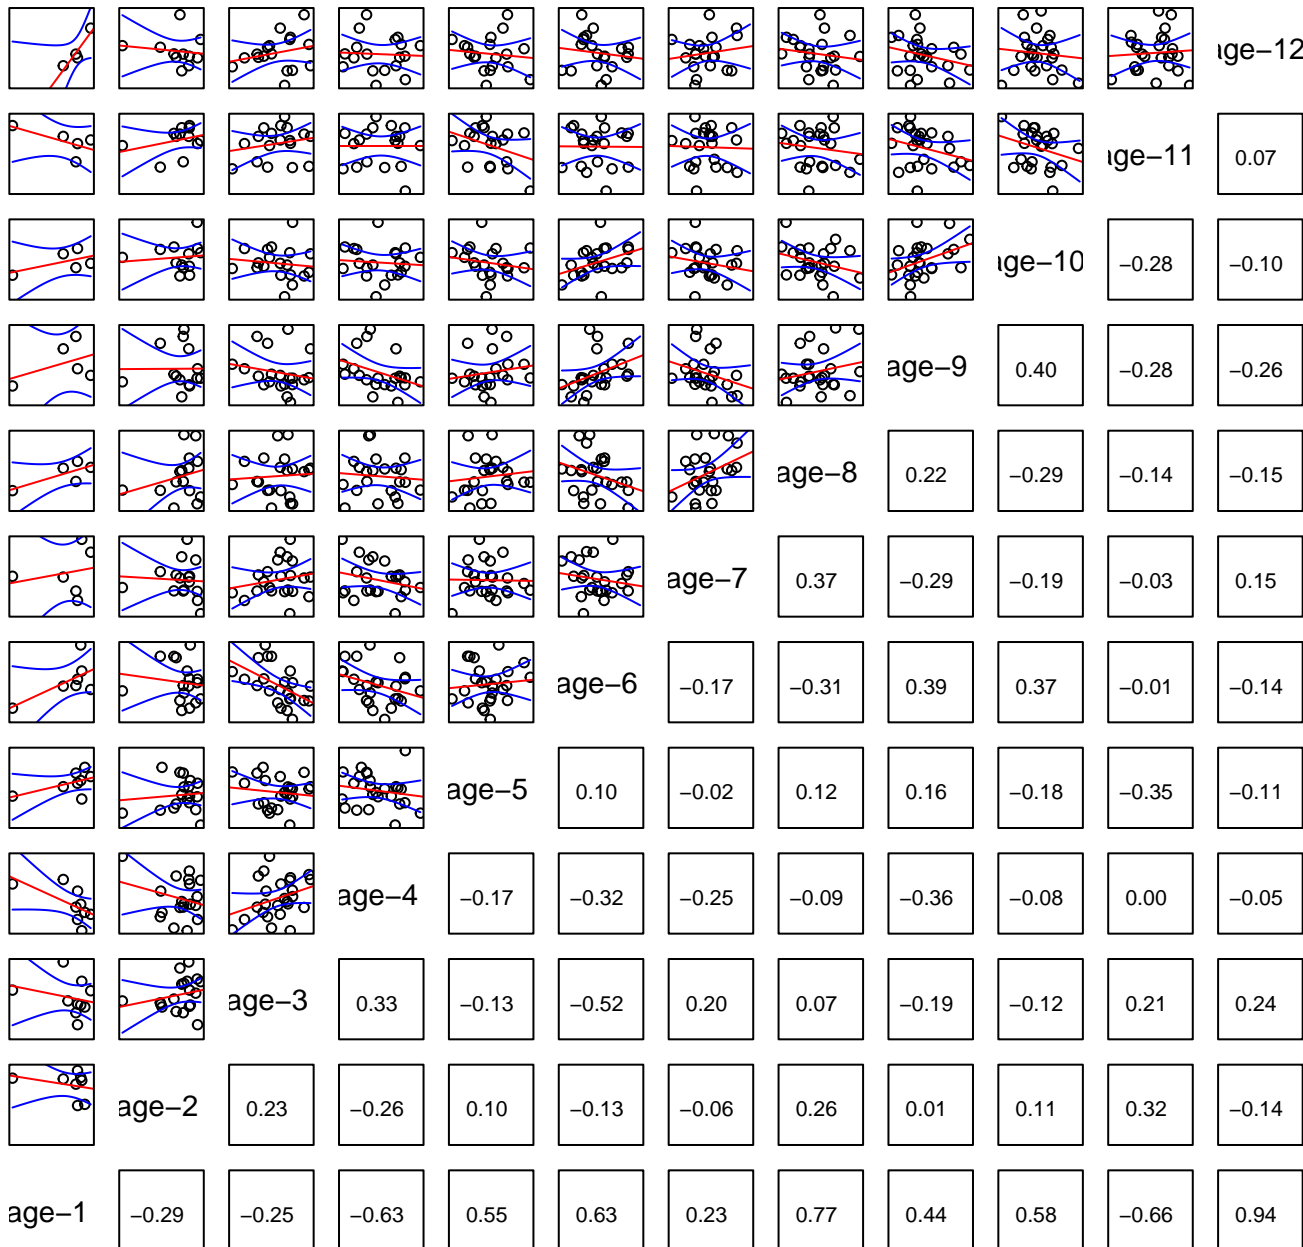 age−12
age−11 0.07
age−10 −0.28 −0.10
age−9 0.40 −0.28 −0.26
age−8 0.22 −0.29 −0.14 −0.15
age−7 0.37 −0.29 −0.19 −0.03 0.15
age−6 −0.17 −0.31 0.39 0.37 −0.01 −0.14
age−5 0.10 −0.02 0.12 0.16 −0.18 −0.35 −0.11
age−4 −0.17 −0.32 −0.25 −0.09 −0.36 −0.08 0.00 −0.05
age−3 0.33 −0.13 −0.52 0.20 0.07 −0.19 −0.12 0.21 0.24
age−2 0.23 −0.26 0.10 −0.13 −0.06 0.26 0.01 0.11 0.32 −0.14
age−1 −0.29 −0.25 −0.63 0.55 0.63 0.23 0.77 0.44 0.58 −0.66 0.94